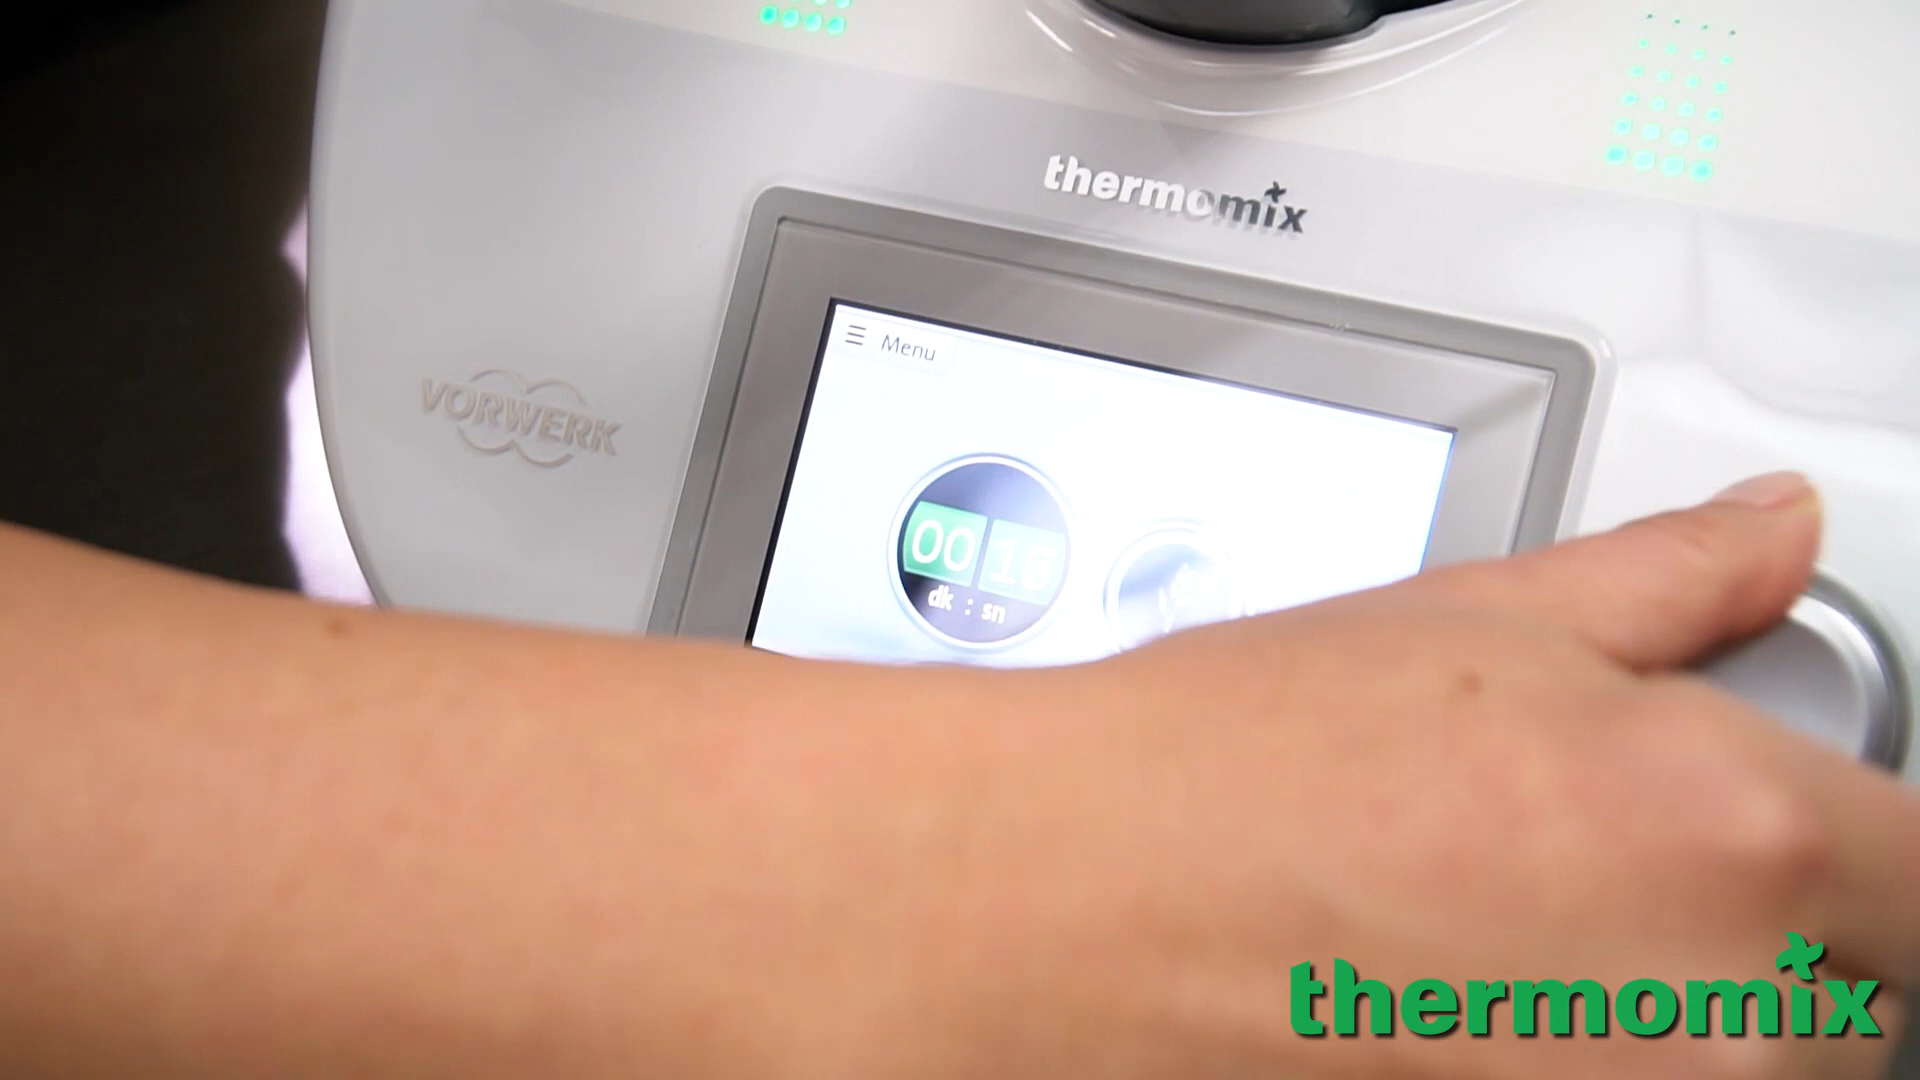 thermomix
VORWERK
Menu
00
dk : sn
thermomix